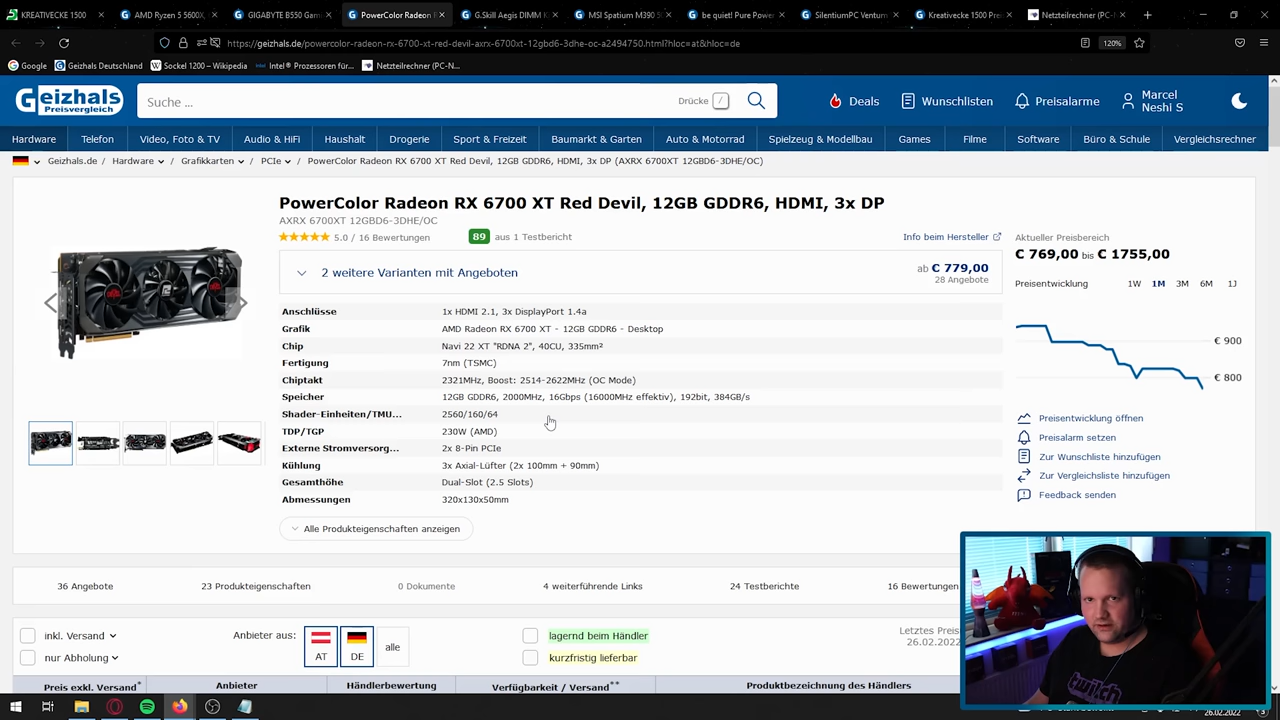 KREATIVECKE 1500
AMD Ryzen 5 5600X,
GIGABYTE B550 Gami
PowerColor Radeon R
G.Skill Aegis DIMM K
MSI Spatium M390 50
be quiet! Pure Power
SilentiumPC Ventum
Kreativecke 1500 Prei
Netzteilrechner (PC-N
https://geizhals.de/powercolor-radeon-rx-6700-xt-red-devil-axrx-6700xt-12gbd6-3dhe-oc-a2494750.html?hloc=at&hloc=de
120%
Google
Geizhals Deutschland
Sockel 1200 – Wikipedia
Intel® Prozessoren für...
Netzteilrechner (PC-N...
Geizhals
Preisvergleich
Suche ...
Drücke /
Deals
Wunschlisten
Preisalarme
Marcel
Neshi S
Hardware
Telefon
Video, Foto & TV
Audio & HiFi
Haushalt
Drogerie
Sport & Freizeit
Baumarkt & Garten
Auto & Motorrad
Spielzeug & Modellbau
Games
Filme
Software
Büro & Schule
Vergleichsrechner
Geizhals.de / Hardware / Grafikkarten / PCIe / PowerColor Radeon RX 6700 XT Red Devil, 12GB GDDR6, HDMI, 3x DP (AXRX 6700XT 12GBD6-3DHE/OC)
PowerColor Radeon RX 6700 XT Red Devil, 12GB GDDR6, HDMI, 3x DP
AXRX 6700XT 12GBD6-3DHE/OC
5.0 / 16 Bewertungen
89 aus 1 Testbericht
Info beim Hersteller
2 weitere Varianten mit Angeboten
ab € 779,00
28 Angebote
Anschlüsse 1x HDMI 2.1, 3x DisplayPort 1.4a
Grafik AMD Radeon RX 6700 XT - 12GB GDDR6 - Desktop
Chip Navi 22 XT "RDNA 2", 40CU, 335mm²
Fertigung 7nm (TSMC)
Chiptakt 2321MHz, Boost: 2514-2622MHz (OC Mode)
Speicher 12GB GDDR6, 2000MHz, 16Gbps (16000MHz effektiv), 192bit, 384GB/s
Shader-Einheiten/TMU... 2560/160/64
TDP/TGP 230W (AMD)
Externe Stromversorg... 2x 8-Pin PCIe
Kühlung 3x Axial-Lüfter (2x 100mm + 90mm)
Gesamthöhe Dual-Slot (2.5 Slots)
Abmessungen 320x130x50mm
Alle Produkteigenschaften anzeigen
Aktueller Preisbereich
€ 769,00 bis € 1755,00
Preisentwicklung 1W 1M 3M 6M 1J
€ 900
€ 800
Preisentwicklung öffnen
Preisalarm setzen
Zur Wunschliste hinzufügen
Zur Vergleichsliste hinzufügen
Feedback senden
36 Angebote
23 Produkteigenschaften
0 Dokumente
4 weiterführende Links
24 Testberichte
16 Bewertungen
inkl. Versand
nur Abholung
Anbieter aus:
AT
DE
alle
lagernd beim Händler
kurzfristig lieferbar
Letztes Preis
26.02.2022
Preis exkl. Versand*
Anbieter
Händlerbewertung
Verfügbarkeit / Versand**
Produktbezeichnung des Händlers
twitch
26.02.2022